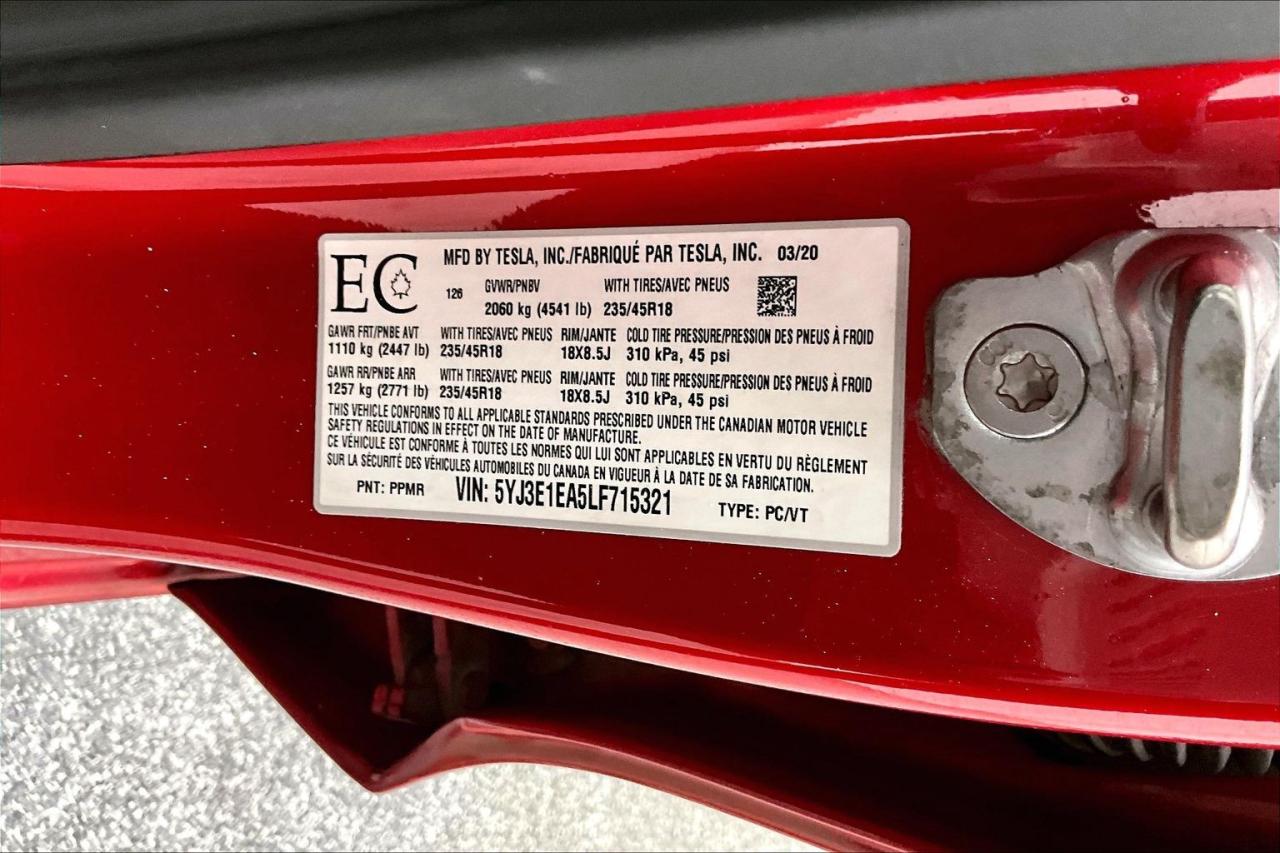 EC
MFD BY TESLA, INC./FABRIQUÉ PAR TESLA, INC. 03/20
126 GVWR/PNBV WITH TIRES/AVEC PNEUS
2060 kg (4541 lb) 235/45R18
GAWR FRT/PNBE AVT WITH TIRES/AVEC PNEUS RIM/JANTE COLD TIRE PRESSURE/PRESSION DES PNEUS À FROID
1110 kg (2447 lb) 235/45R18 18X8.5J 310 kPa, 45 psi
GAWR RR/PNBE ARR WITH TIRES/AVEC PNEUS RIM/JANTE COLD TIRE PRESSURE/PRESSION DES PNEUS À FROID
1257 kg (2771 lb) 235/45R18 18X8.5J 310 kPa, 45 psi
THIS VEHICLE CONFORMS TO ALL APPLICABLE STANDARDS PRESCRIBED UNDER THE CANADIAN MOTOR VEHICLE
SAFETY REGULATIONS IN EFFECT ON THE DATE OF MANUFACTURE.
CE VÉHICULE EST CONFORME À TOUTES LES NORMES QUI LUI SONT APPLICABLES EN VERTU DU RÈGLEMENT
SUR LA SÉCURITÉ DES VÉHICULES AUTOMOBILES DU CANADA EN VIGUEUR À LA DATE DE SA FABRICATION.
PNT: PPMR VIN: 5YJ3E1EA5LF715321 TYPE: PC/VT